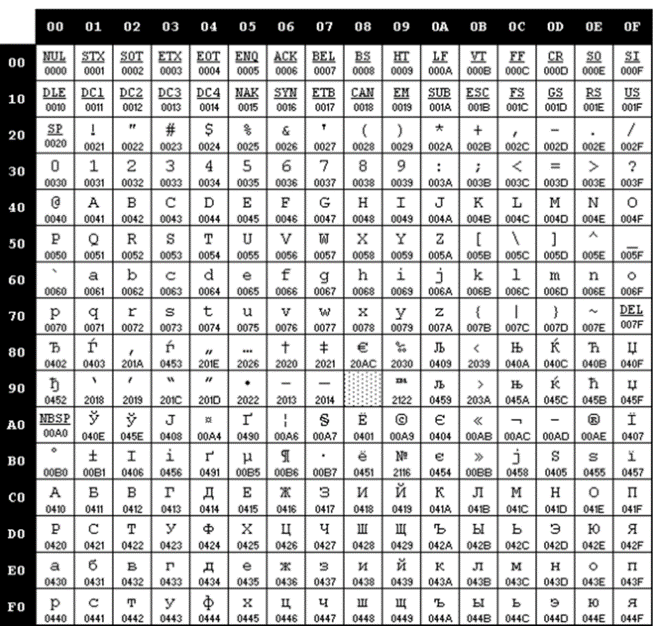 00 01 02 03 04 05 06 07 08 09 0A 0B 0C 0D 0E 0F
00 NUL STX SOT ETX EOT ENQ ACK BEL BS HT LF VT FF CR SO SI
0000 0001 0002 0003 0004 0005 0006 0007 0008 0009 000A 000B 000C 000D 000E 000F
10 DLE DC1 DC2 DC3 DC4 NAK SYN ETB CAN EM SUB ESC FS GS RS US
0010 0011 0012 0013 0014 0015 0016 0017 0018 0019 001A 001B 001C 001D 001E 001F
20 SP ! " # $ % & ' ( ) * + , - . /
0020 0021 0022 0023 0024 0025 0026 0027 0028 0029 002A 002B 002C 002D 002E 002F
30 0 1 2 3 4 5 6 7 8 9 : ; < = > ?
0030 0031 0032 0033 0034 0035 0036 0037 0038 0039 003A 003B 003C 003D 003E 003F
40 @ A B C D E F G H I J K L M N O
0040 0041 0042 0043 0044 0045 0046 0047 0048 0049 004A 004B 004C 004D 004E 004F
50 P Q R S T U V W X Y Z [ \ ] ^ _
0050 0051 0052 0053 0054 0055 0056 0057 0058 0059 005A 005B 005C 005D 005E 005F
60 ` a b c d e f g h i j k l m n o
0060 0061 0062 0063 0064 0065 0066 0067 0068 0069 006A 006B 006C 006D 006E 006F
70 p q r s t u v w x y z { | } ~ DEL
0070 0071 0072 0073 0074 0075 0076 0077 0078 0079 007A 007B 007C 007D 007E 007F
80 Ђ Ѓ ‚ ѓ „ … † ‡ € ‰ Љ ‹ Њ Ќ Ћ Џ
0402 0403 201A 0453 201E 2026 2020 2021 20AC 2030 0409 2039 040A 040C 040B 040F
90 ђ ‘ ’ “ ” • – — ™ љ › њ ќ ћ џ
0452 2018 2019 201C 201D 2022 2013 2014 2122 0459 203A 045A 045C 045B 045F
A0 NBSP Ў ў Ј ¤ Ґ ¦ § Ё © Є « ¬ - ® Ї
00A0 040E 045E 0408 00A4 0490 00A6 00A7 0401 00A9 0404 00AB 00AC 00AD 00AE 0407
B0 ° ± І і ґ µ ¶ · ё № є » ј Ѕ ѕ ї
00B0 00B1 0406 0456 0491 00B5 00B6 00B7 0451 2116 0454 00BB 0458 0405 0455 0457
C0 А Б В Г Д Е Ж З И Й К Л М Н О П
0410 0411 0412 0413 0414 0415 0416 0417 0418 0419 041A 041B 041C 041D 041E 041F
D0 Р С Т У Ф Х Ц Ч Ш Щ Ъ Ы Ь Э Ю Я
0420 0421 0422 0423 0424 0425 0426 0427 0428 0429 042A 042B 042C 042D 042E 042F
E0 а б в г д е ж з и й к л м н о п
0430 0431 0432 0433 0434 0435 0436 0437 0438 0439 043A 043B 043C 043D 043E 043F
F0 р с т у ф х ц ч ш щ ъ ы ь э ю я
0440 0441 0442 0443 0444 0445 0446 0447 0448 0449 044A 044B 044C 044D 044E 044F